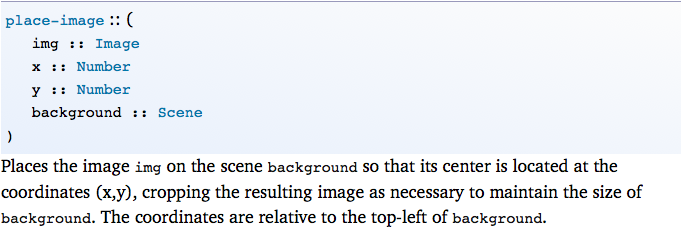 place-image :: (
img :: Image
x :: Number
y :: Number
background :: Scene
)
Places the image img on the scene background so that its center is located at the
coordinates (x,y), cropping the resulting image as necessary to maintain the size of
background. The coordinates are relative to the top-left of background.